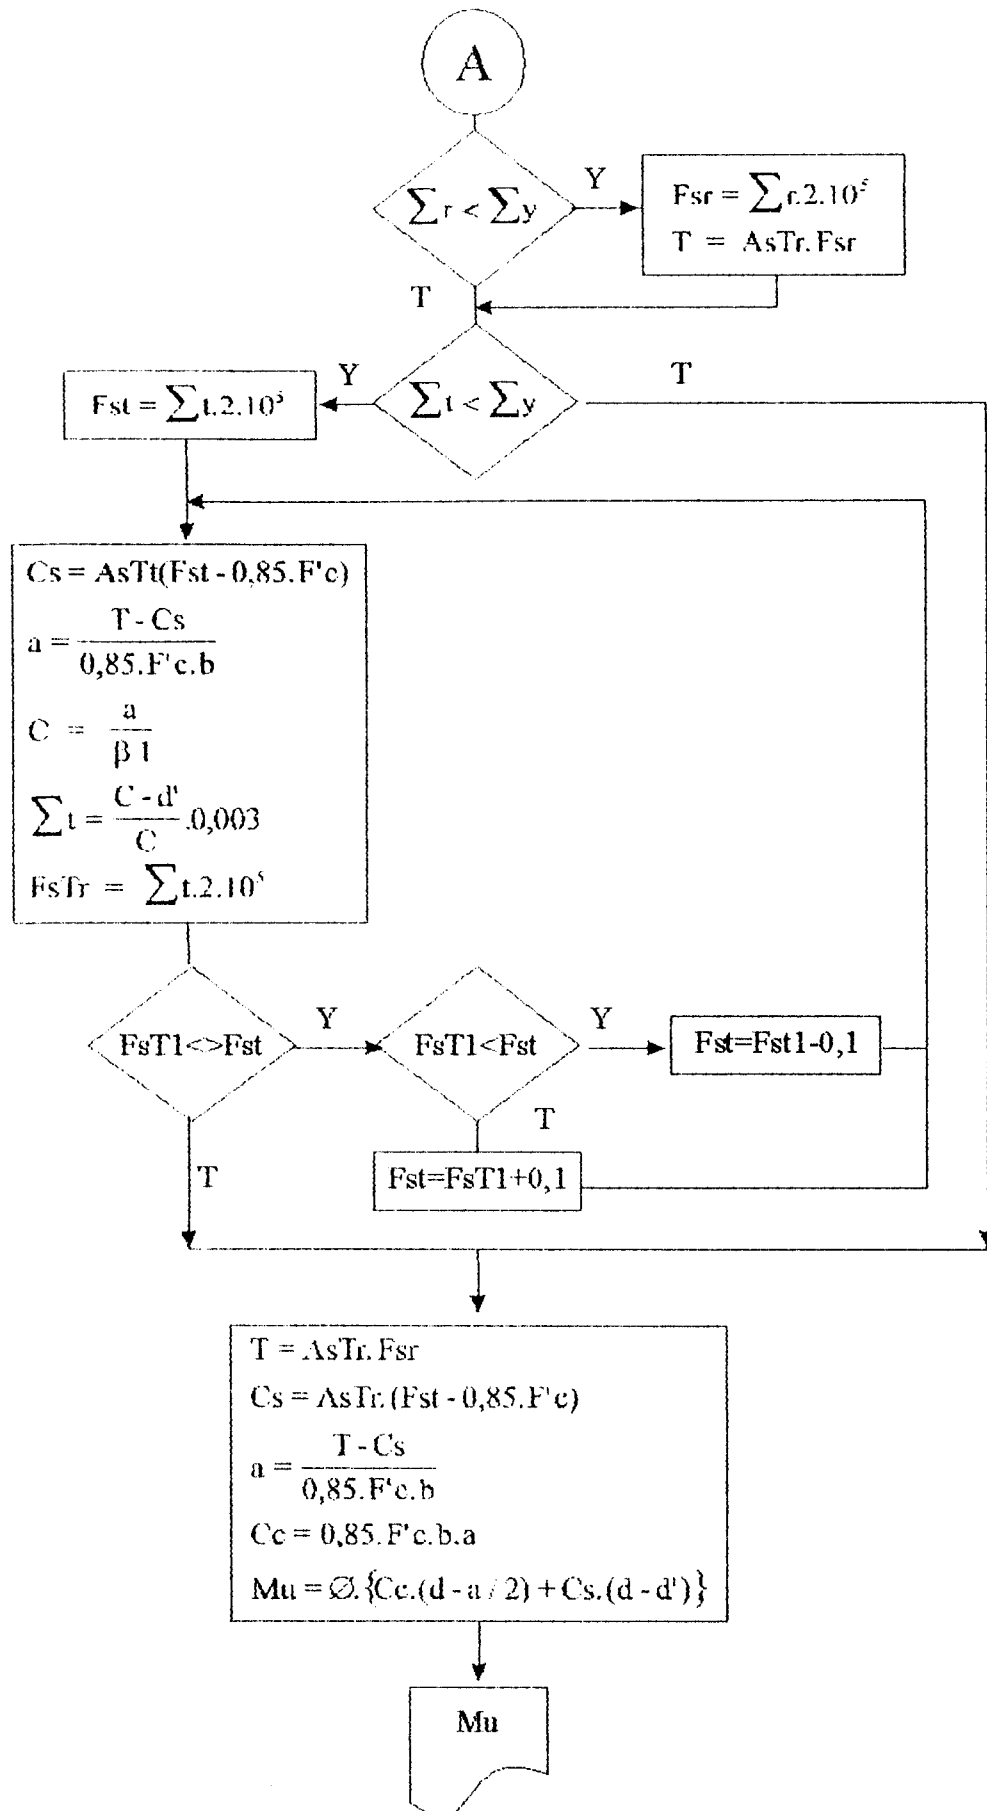 A
∑r < ∑y
Y
Fsr = ∑r.2.10⁵
T = AsTr.Fsr
T
∑t < ∑y
Y
T
Fst = ∑t.2.10⁵
Cs = AsTt(Fst - 0,85.F'c)
a = T - Cs / 0,85.F'c.b
C = a / β1
∑t = C - d' / C .0,003
FsTr = ∑t.2.10⁵
FsT1<>Fst
Y
FsT1<Fst
Y
Fst=Fst1-0,1
T
Fst=FsT1+0,1
T
T = AsTr.Fsr
Cs = AsTr.(Fst - 0,85.F'c)
a = T - Cs / 0,85.F'c.b
Cc = 0,85.F'c.b.a
Mu = Ø.{Cc.(d - a / 2) + Cs.(d - d')}
Mu